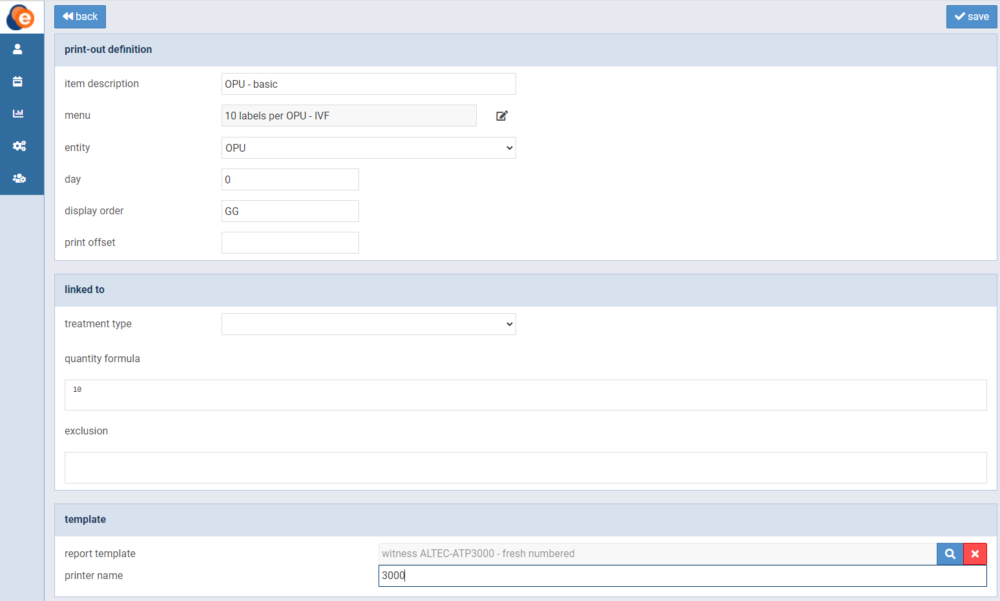 e
back
save
print-out definition
item description OPU - basic
menu 10 labels per OPU - IVF
entity OPU
day 0
display order GG
print offset
linked to
treatment type
quantity formula
10
exclusion
template
report template witness ALTEC-ATP3000 - fresh numbered
printer name 3000